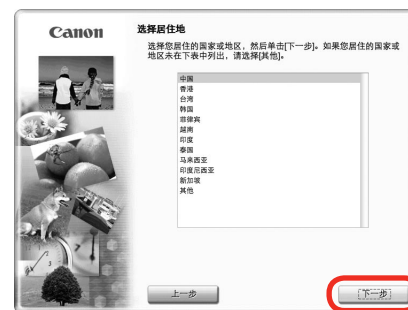 Canon
选择居住地
选择您居住的国家或地区，然后单击[下一步]。如果您居住的国家或
地区未在下表中列出，请选择[其他]。
中国
香港
台湾
韩国
菲律宾
越南
印度
泰国
马来西亚
印度尼西亚
新加坡
其他
上一步
下一步